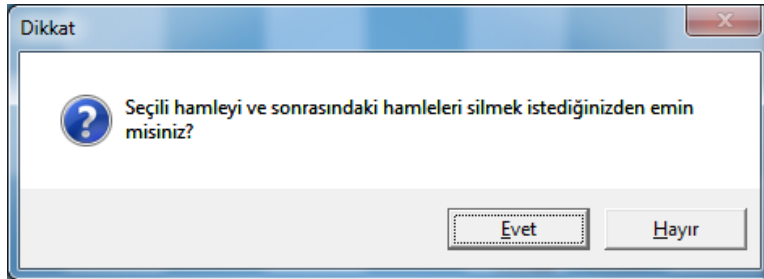 Dikkat
Seçili hamleyi ve sonrasındaki hamleleri silmek istediğinizden emin
misiniz?
Evet
Hayır